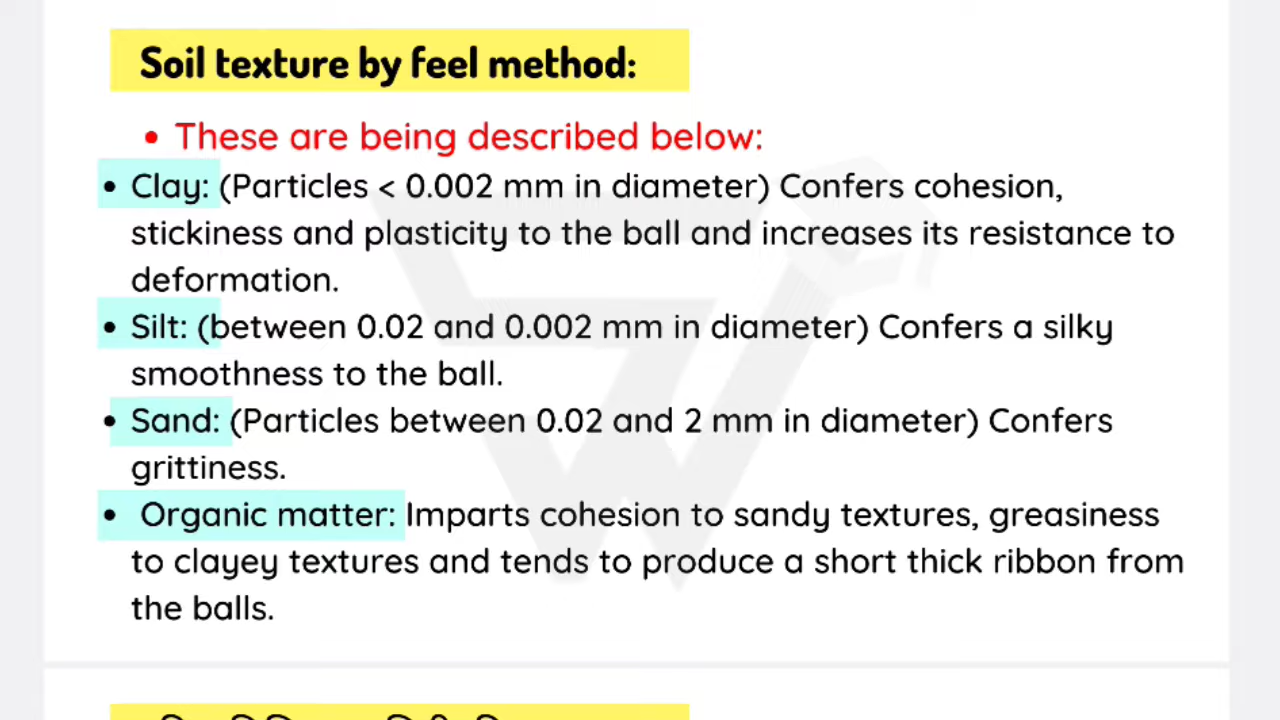 Soil texture by feel method:
• These are being described below:
• Clay: (Particles < 0.002 mm in diameter) Confers cohesion,
stickiness and plasticity to the ball and increases its resistance to
deformation.
• Silt: (between 0.02 and 0.002 mm in diameter) Confers a silky
smoothness to the ball.
• Sand: (Particles between 0.02 and 2 mm in diameter) Confers
grittiness.
• Organic matter: Imparts cohesion to sandy textures, greasiness
to clayey textures and tends to produce a short thick ribbon from
the balls.